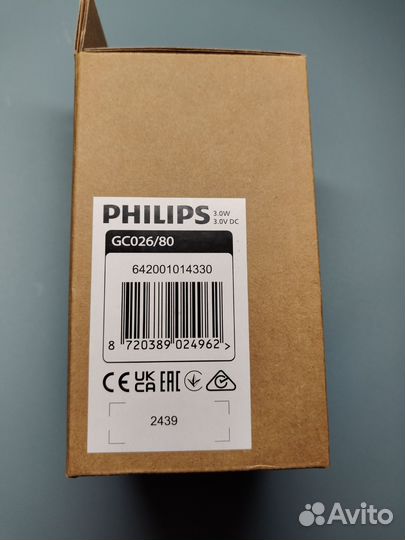 PHILIPS 3.0W
3.0V DC
GC026/80
642001014330
8 720389 024962 >
CE UK CA EAC
2439
Avito